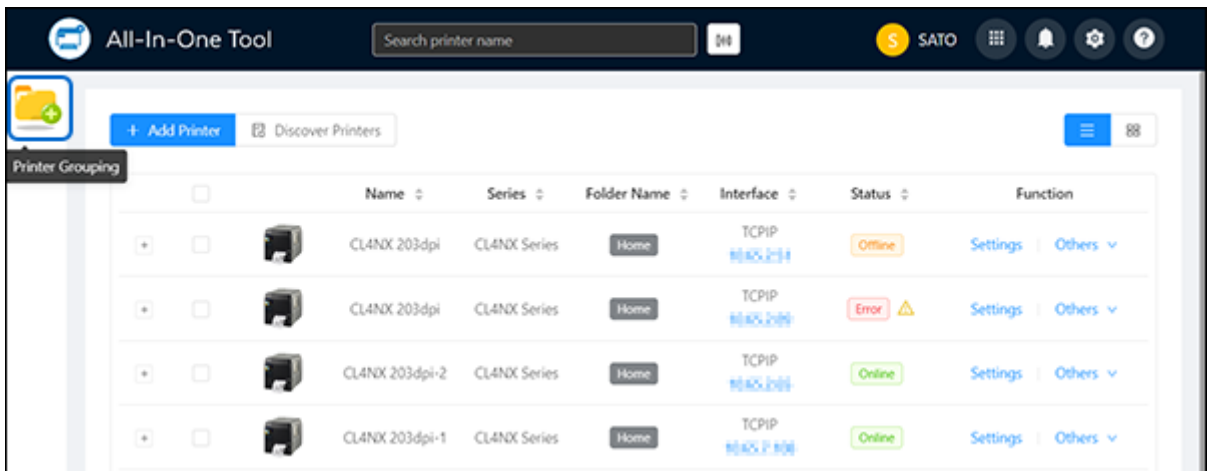 All-In-One Tool
Search printer name
S SATO
+ Add Printer Discover Printers
Printer Grouping
Name Series Folder Name Interface Status Function
CL4NX 203dpi CL4NX Series Home TCPIP Offline Settings Others
CL4NX 203dpi CL4NX Series Home TCPIP Error Settings Others
CL4NX 203dpi-2 CL4NX Series Home TCPIP Online Settings Others
CL4NX 203dpi-1 CL4NX Series Home TCPIP Online Settings Others